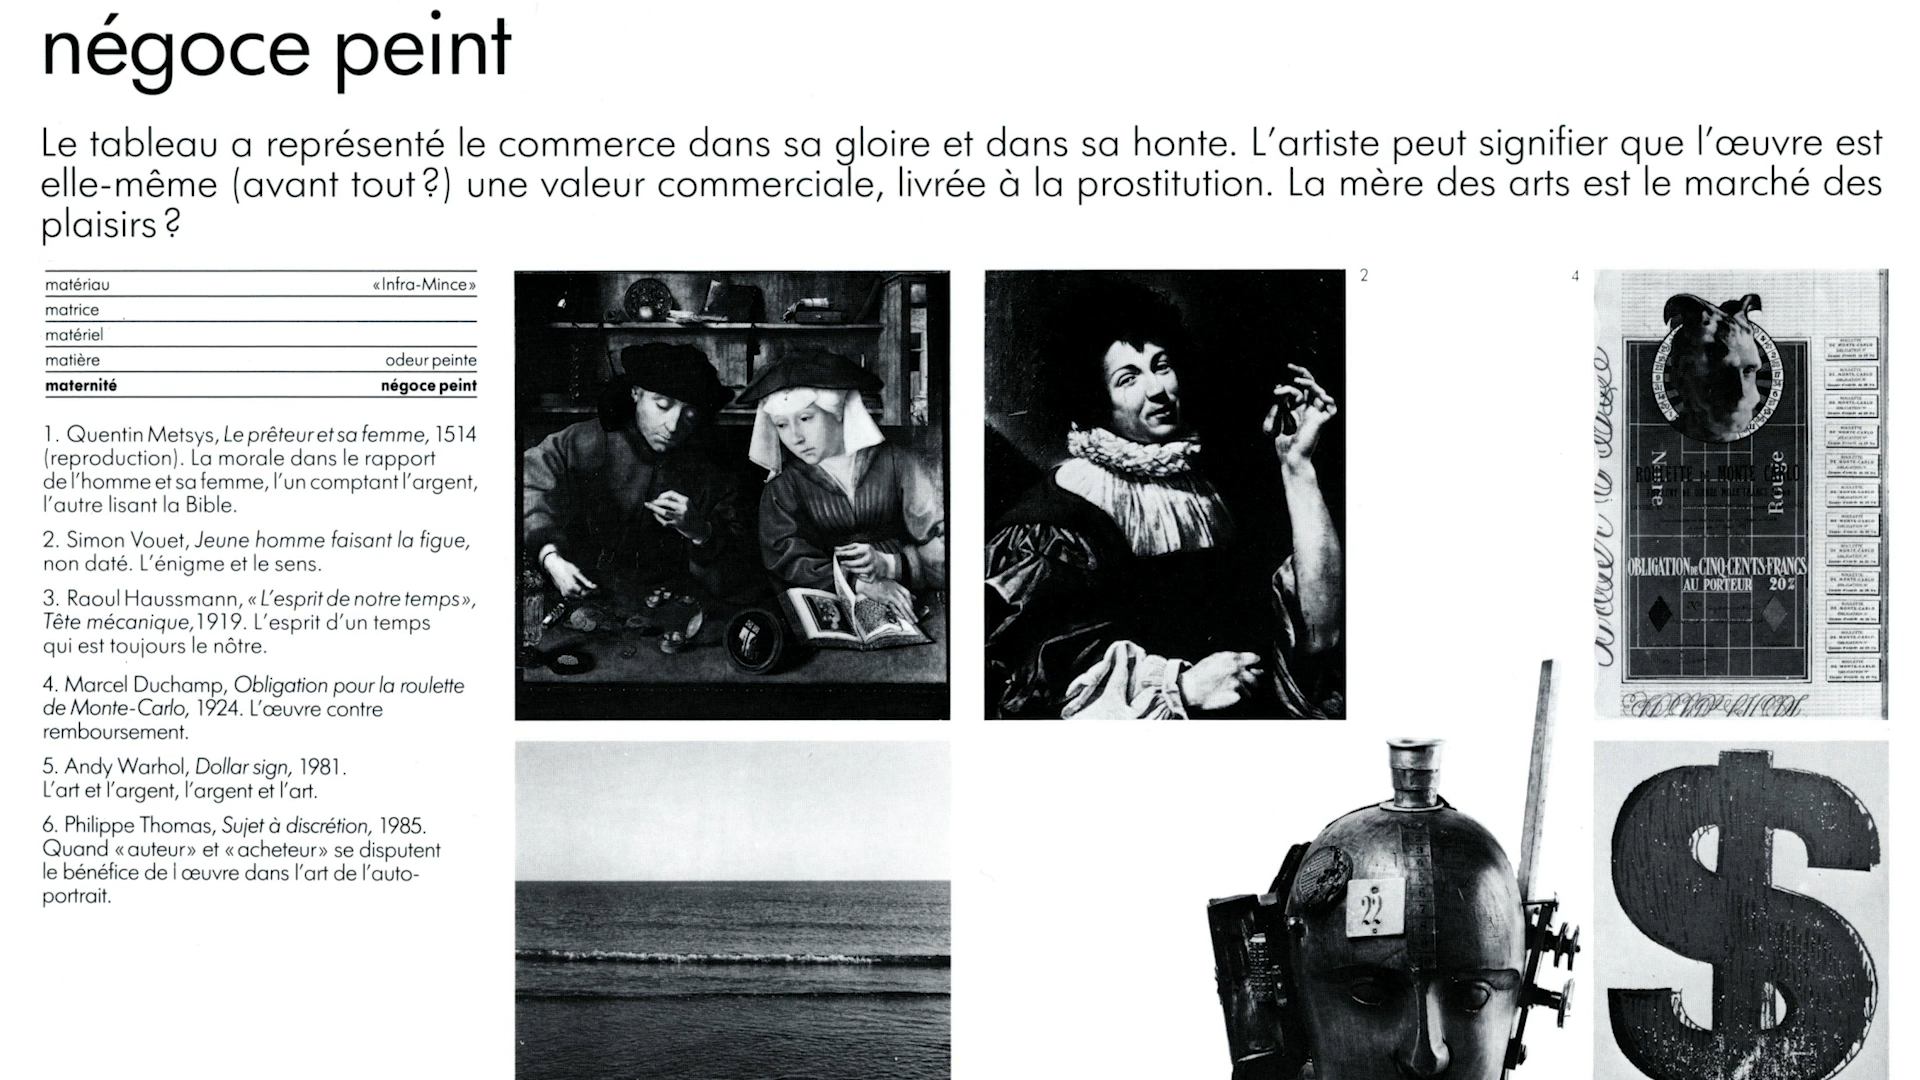 négoce peint
Le tableau a représenté le commerce dans sa gloire et dans sa honte. L'artiste peut signifier que l'œuvre est
elle-même (avant tout?) une valeur commerciale, livrée à la prostitution. La mère des arts est le marché des
plaisirs?
matériau «Infra-Mince»
matrice
matériel
matière odeur peinte
maternité négoce peint
1. Quentin Metsys, Le prêteur et sa femme, 1514
(reproduction). La morale dans le rapport
de l'homme et sa femme, l'un comptant l'argent,
l'autre lisant la Bible.
2. Simon Vouet, Jeune homme faisant la figue,
non daté. L'énigme et le sens.
3. Raoul Haussmann, «L'esprit de notre temps»,
Tête mécanique, 1919. L'esprit d'un temps
qui est toujours le nôtre.
4. Marcel Duchamp, Obligation pour la roulette
de Monte-Carlo, 1924. L'œuvre contre
remboursement.
5. Andy Warhol, Dollar sign, 1981.
L'art et l'argent, l'argent et l'art.
6. Philippe Thomas, Sujet à discrétion, 1985.
Quand «auteur» et «acheteur» se disputent
le bénéfice de l œuvre dans l'art de l'auto-
portrait.
2
4
ROULETTE DE MONTE CARLO
Rouge
OBLIGATION DE CINQ-CENTS-FRANCS
AU PORTEUR 20%
22
$